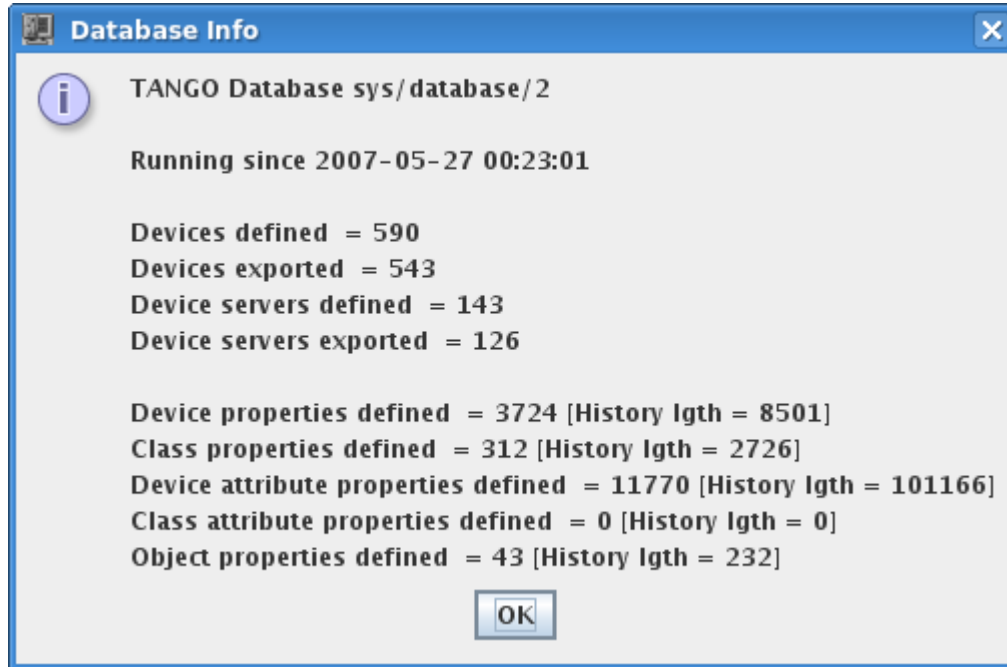 Database Info
TANGO Database sys/database/2
Running since 2007-05-27 00:23:01
Devices defined = 590
Devices exported = 543
Device servers defined = 143
Device servers exported = 126
Device properties defined = 3724 [History lgth = 8501]
Class properties defined = 312 [History lgth = 2726]
Device attribute properties defined = 11770 [History lgth = 101166]
Class attribute properties defined = 0 [History lgth = 0]
Object properties defined = 43 [History lgth = 232]
OK